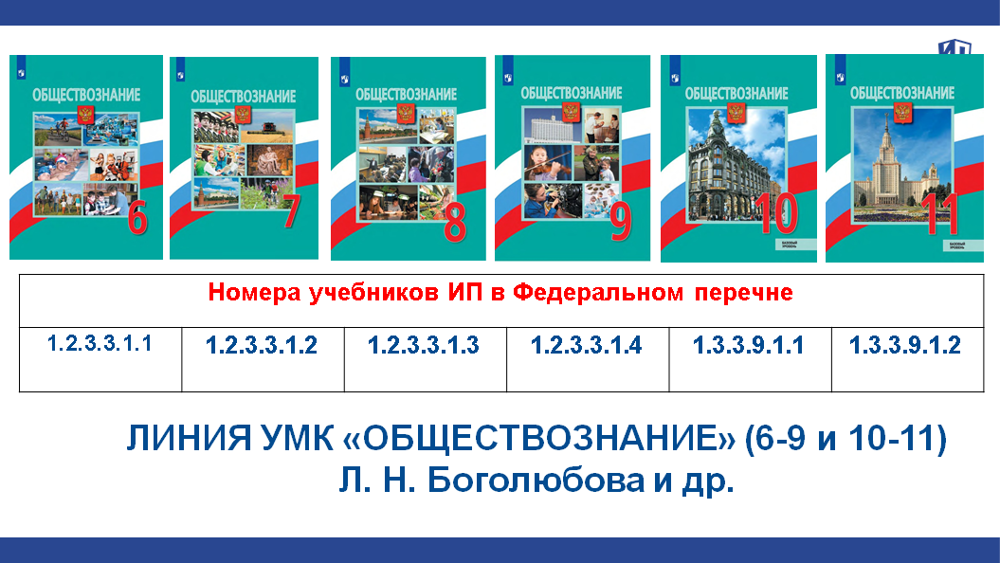 ОБЩЕСТВОЗНАНИЕ
6
ОБЩЕСТВОЗНАНИЕ
7
ОБЩЕСТВОЗНАНИЕ
8
ОБЩЕСТВОЗНАНИЕ
9
ОБЩЕСТВОЗНАНИЕ
10
БАЗОВЫЙ
УРОВЕНЬ
ОБЩЕСТВОЗНАНИЕ
11
БАЗОВЫЙ
УРОВЕНЬ
Номера учебников ИП в Федеральном перечне
1.2.3.3.1.1
1.2.3.3.1.2
1.2.3.3.1.3
1.2.3.3.1.4
1.3.3.9.1.1
1.3.3.9.1.2
ЛИНИЯ УМК «ОБЩЕСТВОЗНАНИЕ» (6-9 и 10-11)
Л. Н. Боголюбова и др.